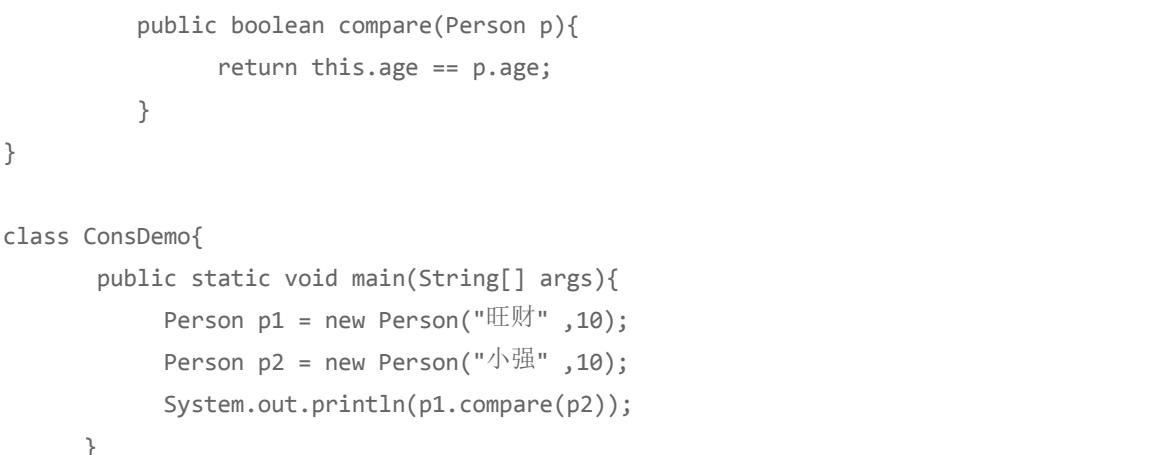 public boolean compare(Person p){
return this.age == p.age;
}
}
class ConsDemo{
public static void main(String[] args){
Person p1 = new Person("旺财" ,10);
Person p2 = new Person("小强" ,10);
System.out.println(p1.compare(p2));
}